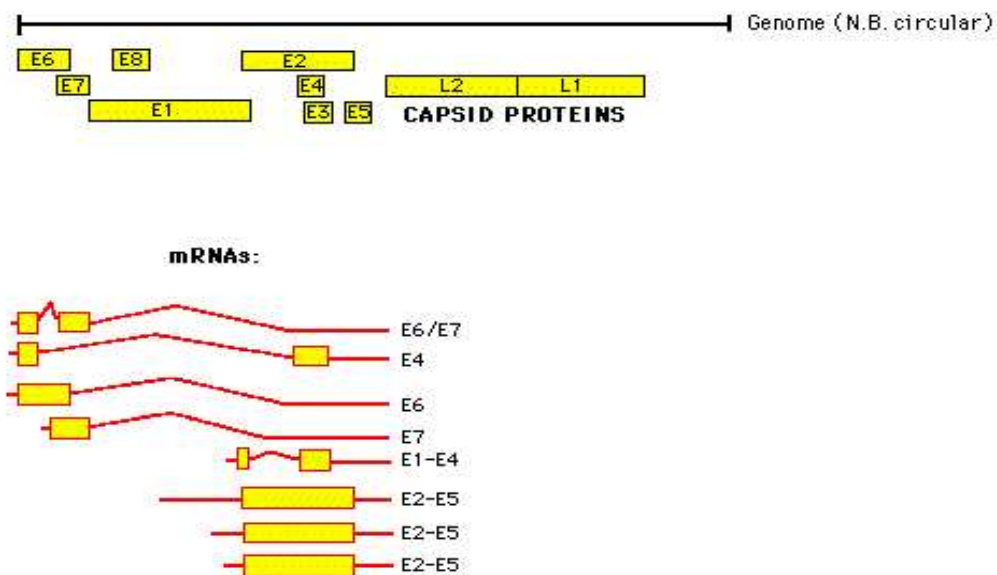 Genome (N.B. circular)
E6 E8 E2
E7 E4 L2 L1
E1 E3 E5 CAPSID PROTEINS
mRNAs:
E6/E7
E4
E6
E7
E1-E4
E2-E5
E2-E5
E2-E5